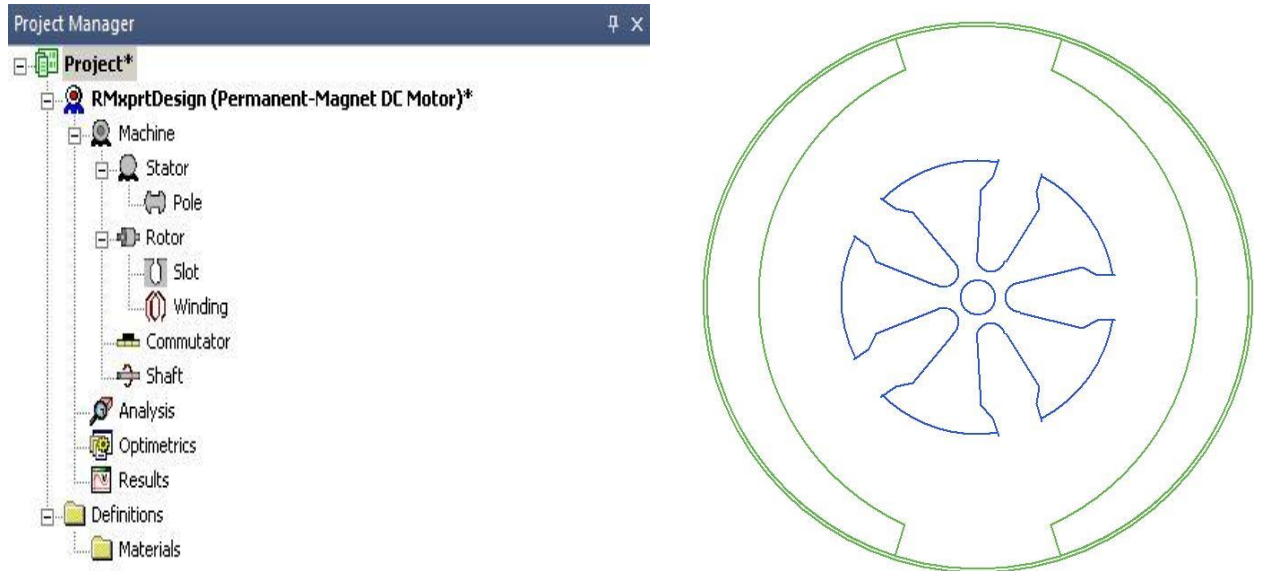 Project Manager
Project*
RMxprtDesign (Permanent-Magnet DC Motor)*
Machine
Stator
Pole
Rotor
Slot
Winding
Commutator
Shaft
Analysis
Optimetrics
Results
Definitions
Materials